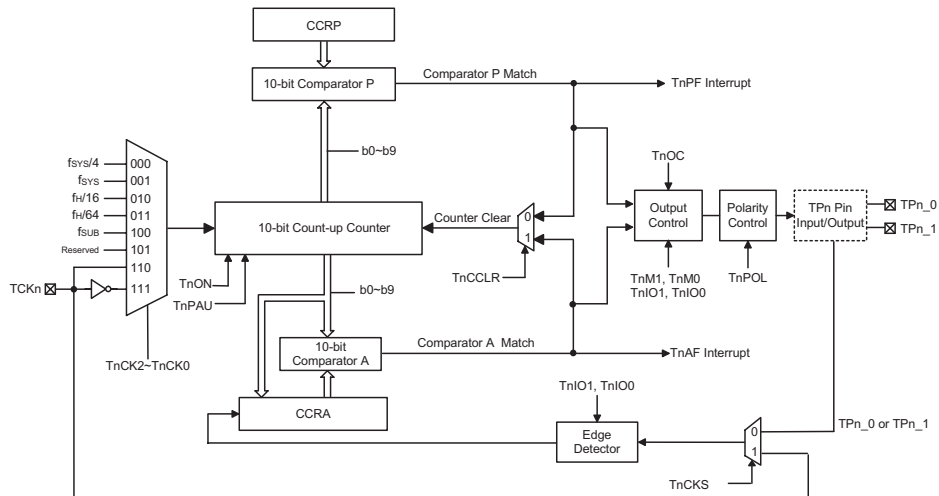 CCRP
10-bit Comparator P
Comparator P Match
TnPF Interrupt
b0~b9
fSYS/4
000
fSYS
001
fH/16
010
fH/64
011
fSUB
100
Reserved
101
110
111
TCKn
TnCK2~TnCK0
10-bit Count-up Counter
TnON
TnPAU
Counter Clear
0
1
TnCCLR
TnOC
Output
Control
TnM1, TnM0
TnIO1, TnIO0
Polarity
Control
TnPOL
TPn Pin
Input/Output
TPn_0
TPn_1
b0~b9
10-bit
Comparator A
Comparator A Match
TnAF Interrupt
CCRA
TnIO1, TnIO0
Edge
Detector
0
1
TnCKS
TPn_0 or TPn_1